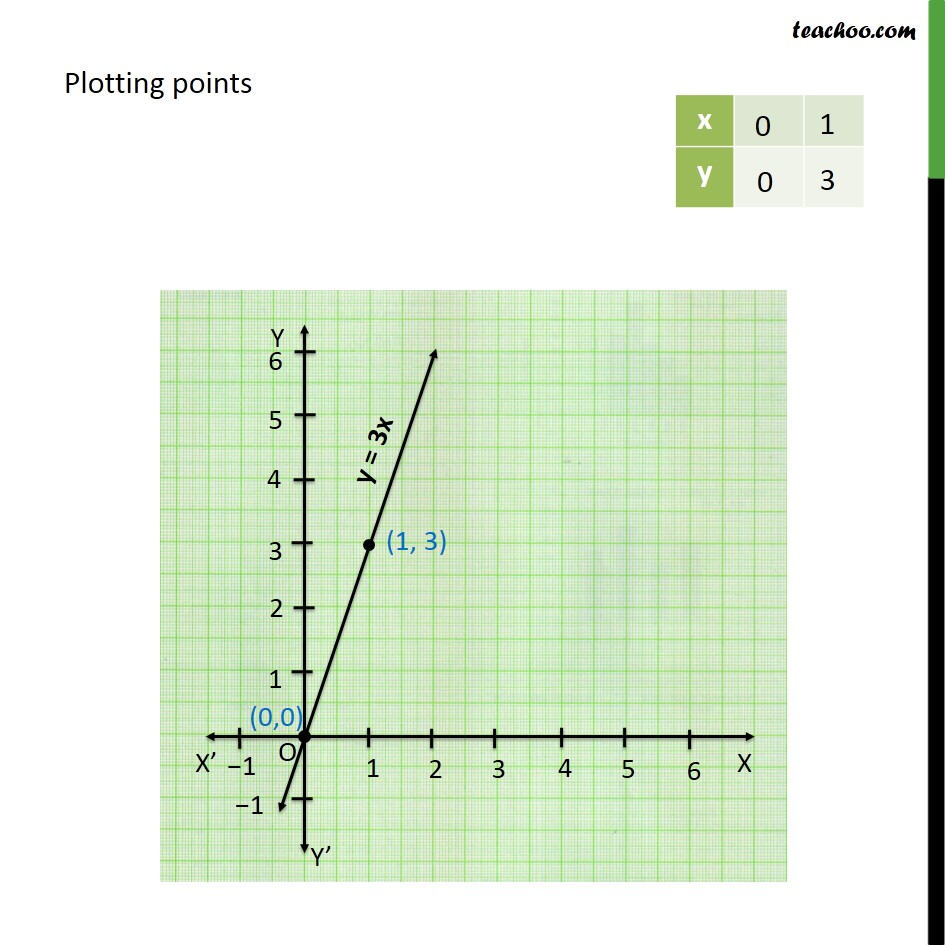 teachoo.com
Plotting points
x 0 1
y 0 3
Y
6
5
y = 3x
4
3 (1, 3)
2
1
(0,0)
X’ −1 O 1 2 3 4 5 6 X
−1
Y’